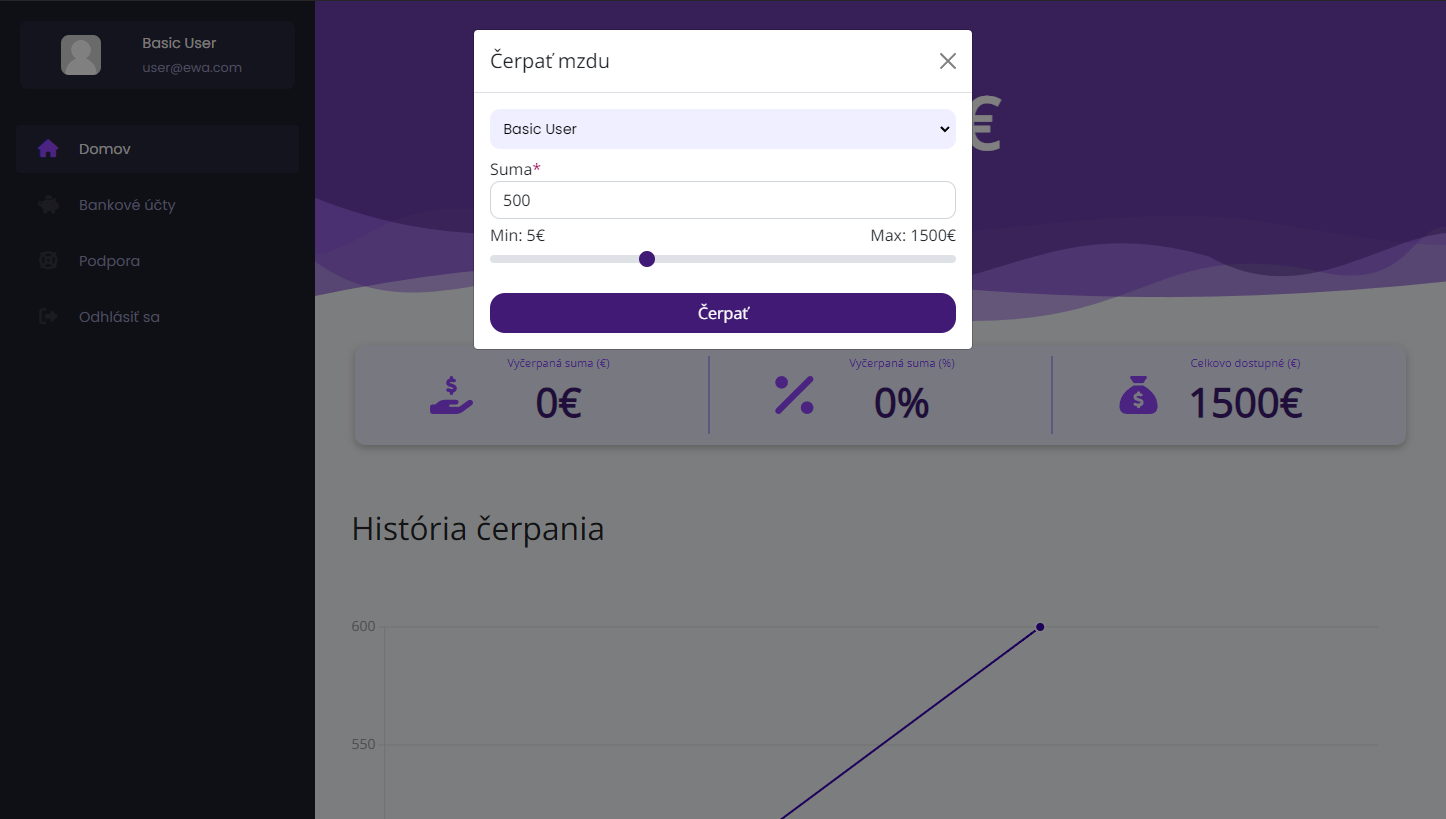 Basic User
user@ewa.com
Domov
Bankové účty
Podpora
Odhlásiť sa
€
Čerpať mzdu
Basic User
Suma*
500
Min: 5€ Max: 1500€
Čerpať
Vyčerpaná suma (€)
0€
Vyčerpaná suma (%)
0%
Celkovo dostupné (€)
1500€
História čerpania
600
550